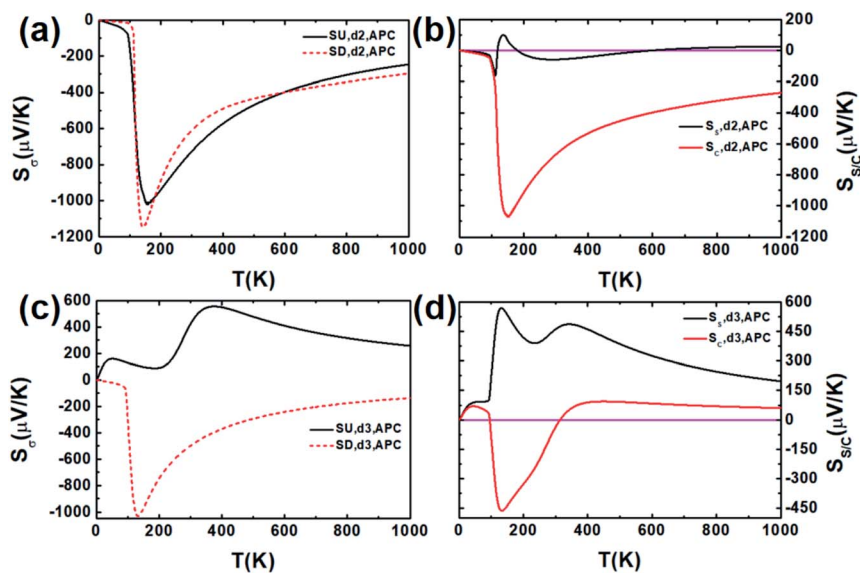 (a)
SU,d2,APC
SD,d2,APC
0
-200
-400
-600
-800
-1000
-1200
Sσ(μV/K)
0 200 400 600 800 1000
T(K)
(b)
200
100
0
-100
-200
-400
-600
-800
-1000
-1200
SS/C(μV/K)
Ss,d2,APC
Sc,d2,APC
0 200 400 600 800 1000
T(K)
(c)
600
400
200
0
-200
-400
-600
-800
-1000
Sσ(μV/K)
SU,d3,APC
SD,d3,APC
0 200 400 600 800 1000
T(K)
(d)
Ss,d3,APC
Sc,d3,APC
600
450
300
150
0
-150
-300
-450
SS/C(μV/K)
0 200 400 600 800 1000
T(K)